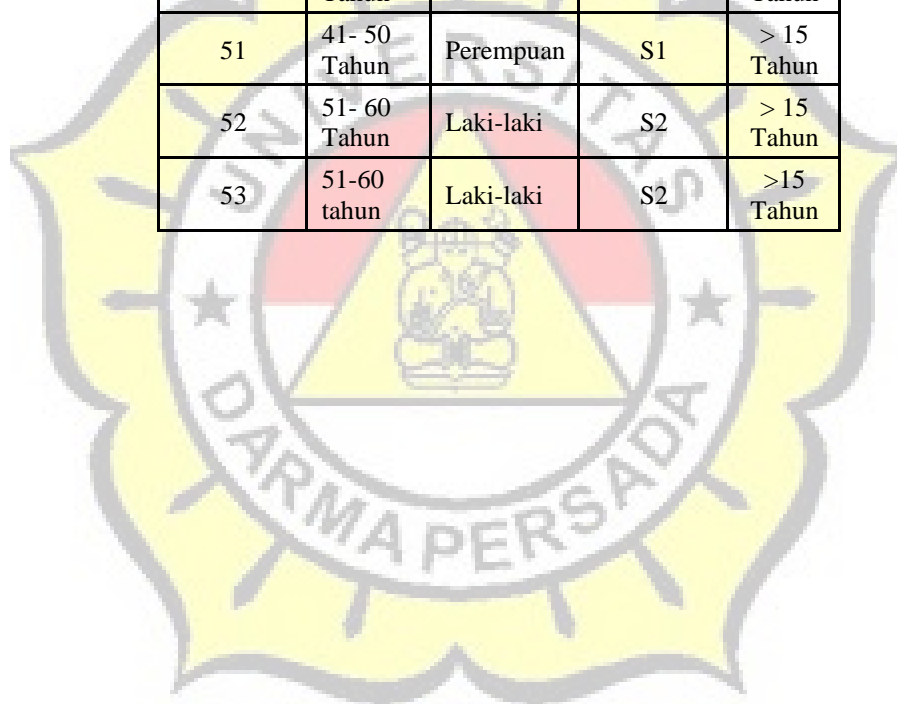 51 41- 50 Tahun Perempuan S1 > 15 Tahun
52 51- 60 Tahun Laki-laki S2 > 15 Tahun
53 51-60 tahun Laki-laki S2 >15 Tahun
UNIVERSITAS
DARMA PERSADA